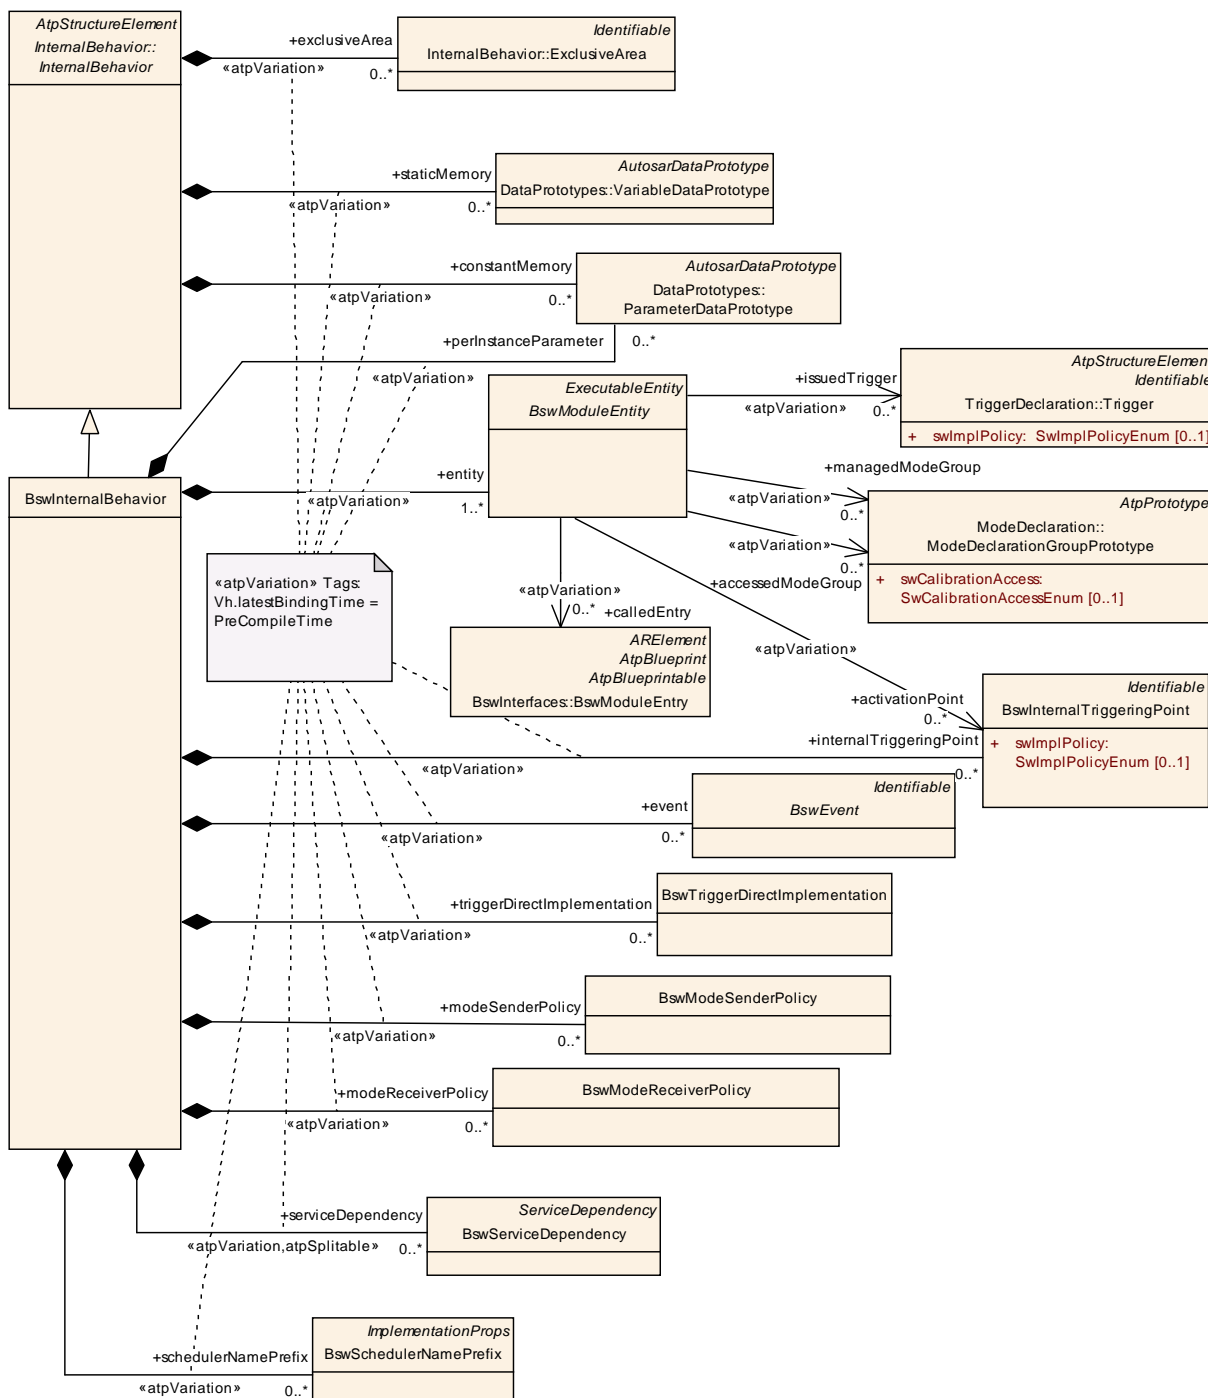 AtpStructureElement
InternalBehavior::
InternalBehavior
+exclusiveArea
«atpVariation»
0..*
Identifiable
InternalBehavior::ExclusiveArea
+staticMemory
«atpVariation»
0..*
AutosarDataPrototype
DataPrototypes::VariableDataPrototype
+constantMemory
«atpVariation»
0..*
AutosarDataPrototype
DataPrototypes::
ParameterDataPrototype
+perInstanceParameter
0..*
«atpVariation»
ExecutableEntity
BswModuleEntity
+issuedTrigger
«atpVariation»
0..*
AtpStructureElement
Identifiable
TriggerDeclaration::Trigger
+ swImplPolicy: SwImplPolicyEnum [0..1]
BswInternalBehavior
+entity
«atpVariation»
1..*
+managedModeGroup
«atpVariation»
0..*
AtpPrototype
ModeDeclaration::
ModeDeclarationGroupPrototype
+ swCalibrationAccess:
SwCalibrationAccessEnum [0..1]
«atpVariation»
0..*
+accessedModeGroup
«atpVariation» Tags:
Vh.latestBindingTime =
PreCompileTime
«atpVariation»
0..*
+calledEntry
ARElement
AtpBlueprint
AtpBlueprintable
BswInterfaces::BswModuleEntry
«atpVariation»
+activationPoint
0..*
Identifiable
BswInternalTriggeringPoint
+ swImplPolicy:
SwImplPolicyEnum [0..1]
+internalTriggeringPoint
«atpVariation»
0..*
+event
«atpVariation»
0..*
Identifiable
BswEvent
+triggerDirectImplementation
«atpVariation»
0..*
BswTriggerDirectImplementation
+modeSenderPolicy
«atpVariation»
0..*
BswModeSenderPolicy
+modeReceiverPolicy
«atpVariation»
0..*
BswModeReceiverPolicy
+serviceDependency
«atpVariation,atpSplitable»
0..*
ServiceDependency
BswServiceDependency
+schedulerNamePrefix
«atpVariation»
0..*
ImplementationProps
BswSchedulerNamePrefix